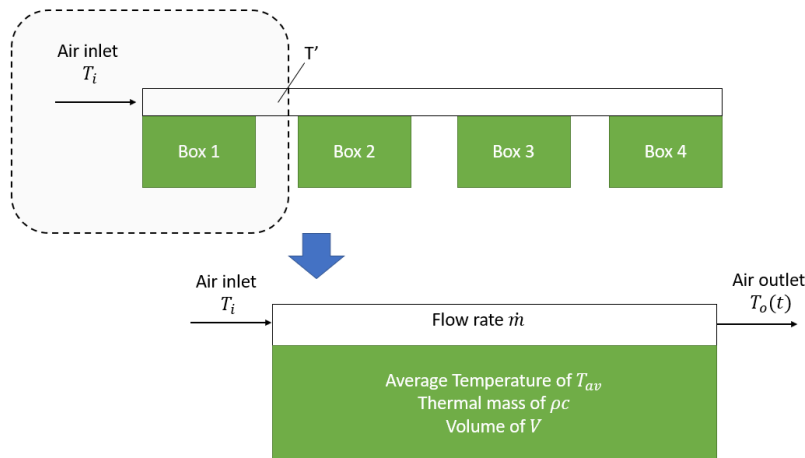 Air inlet
T_i
T’
Box 1
Box 2
Box 3
Box 4
Air inlet
T_i
Air outlet
T_o(t)
Flow rate ṁ
Average Temperature of T_av
Thermal mass of ρc
Volume of V